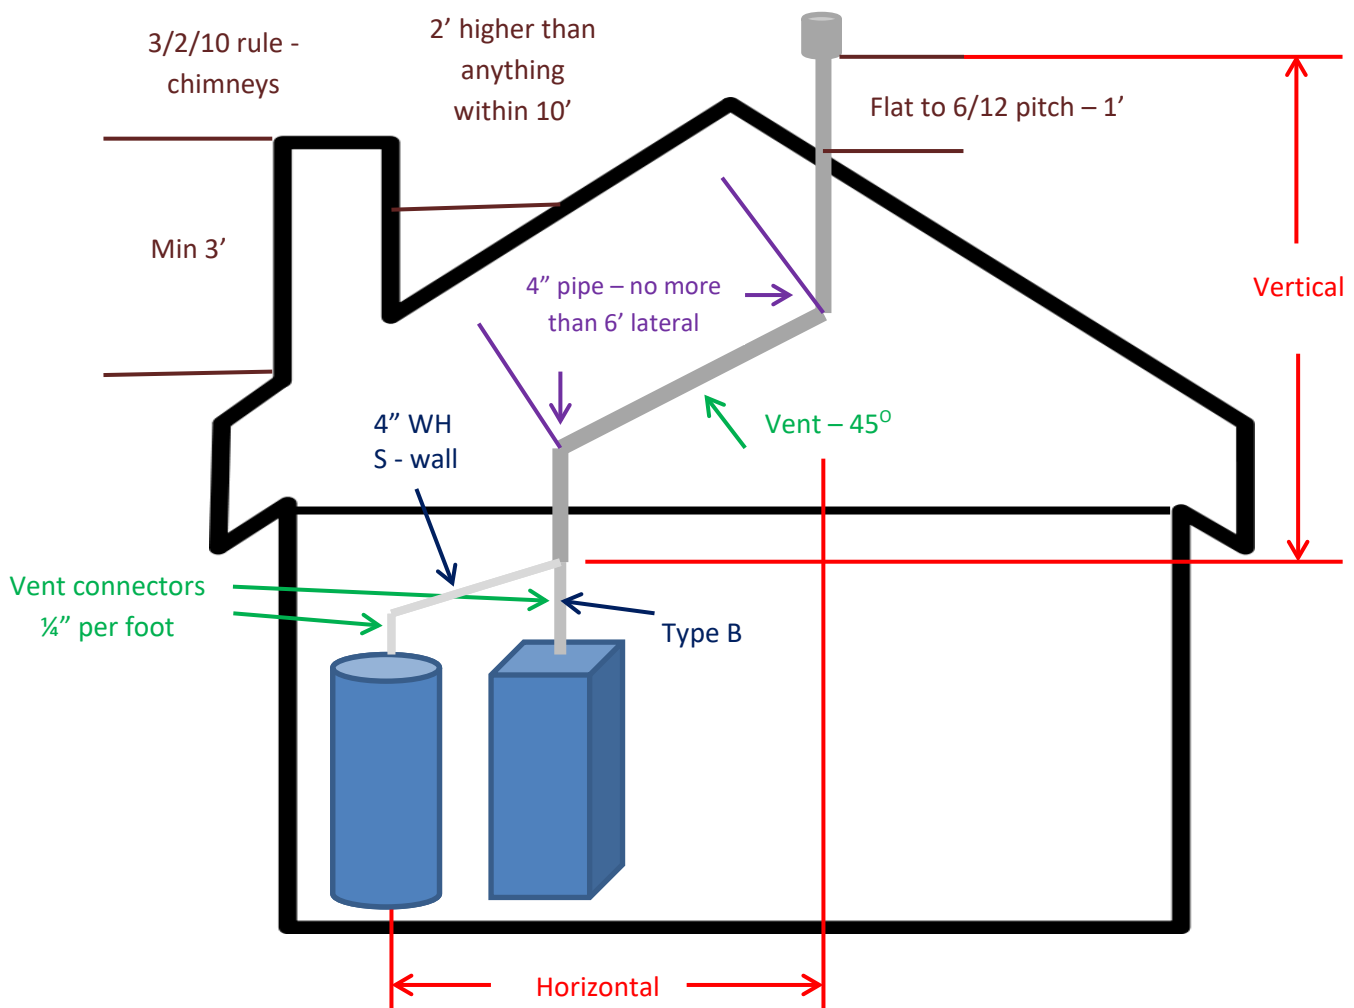 3/2/10 rule -
chimneys
2’ higher than
anything
within 10’
Flat to 6/12 pitch – 1’
Min 3’
4” pipe – no more
than 6’ lateral
Vertical
4” WH
S - wall
Vent – 45⁰
Vent connectors
¼” per foot
Type B
Horizontal